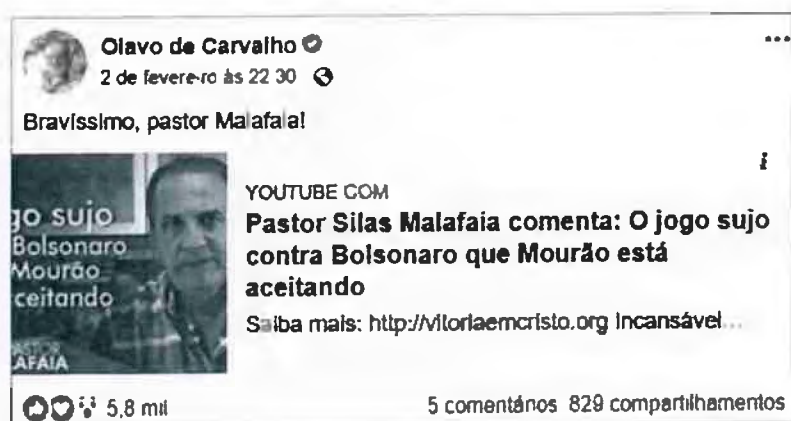 Olavo de Carvalho
2 de fevereiro às 22 30
...
Bravíssimo, pastor Malafaia!
go sujo
Bolsonaro
Mourão
ceitando
PASTOR
AFAIA
i
YOUTUBE COM
Pastor Silas Malafaia comenta: O jogo sujo
contra Bolsonaro que Mourão está
aceitando
Saiba mais: http://vitoriaemcristo.org Incansável...
5,8 mil
5 comentários 829 compartilhamentos